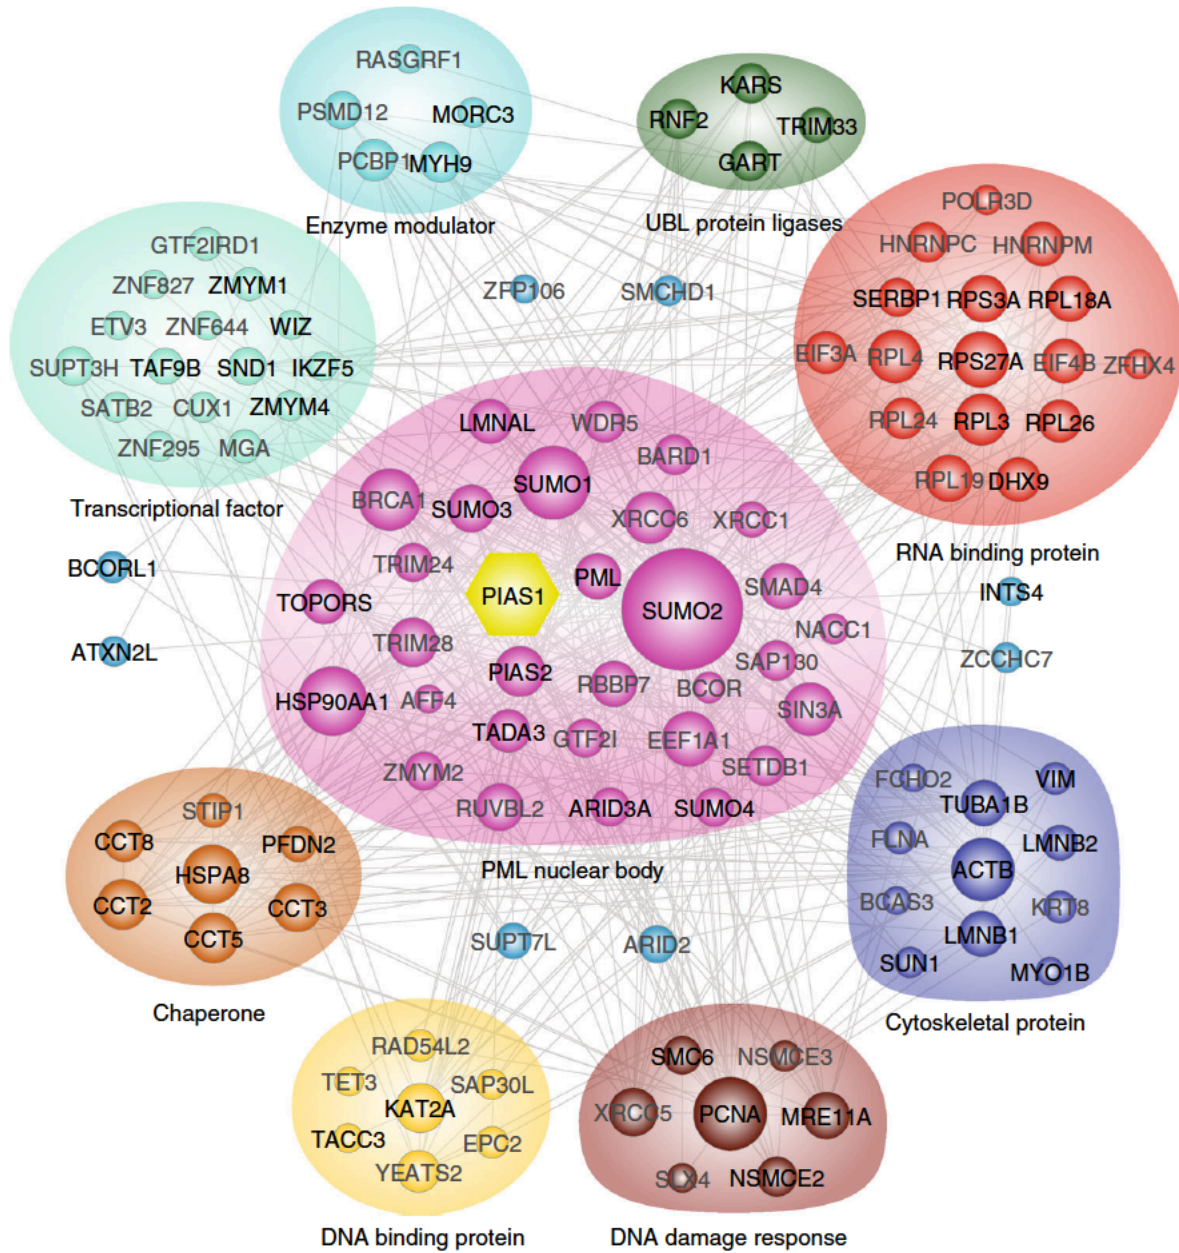 RASGRF1
PSMD12
MORC3
PCBP1
MYH9
Enzyme modulator
KARS
RNF2
TRIM33
GART
UBL protein ligases
GTF2IRD1
ZNF827
ZMYM1
ETV3
ZNF644
WIZ
SUPT3H
TAF9B
SND1
IKZF5
SATB2
CUX1
ZMYM4
ZNF295
MGA
Transcriptional factor
ZFP106
SMCHD1
POLR3D
HNRNPC
HNRNPM
SERBP1
RPS3A
RPL18A
EIF3A
RPL4
RPS27A
EIF4B
ZFHX4
RPL24
RPL3
RPL26
RPL19
DHX9
RNA binding protein
BCORL1
ATXN2L
INTS4
ZCCHC7
LMNAL
WDR5
BARD1
SUMO1
BRCA1
SUMO3
XRCC6
XRCC1
TRIM24
PIAS1
PML
SMAD4
TOPORS
SUMO2
NACC1
TRIM28
SAP130
PIAS2
RBBP7
BCOR
HSP90AA1
AFF4
SIN3A
TADA3
GTF2I
EEF1A1
ZMYM2
SETDB1
RUVBL2
ARID3A
SUMO4
PML nuclear body
STIP1
CCT8
PFDN2
HSPA8
CCT2
CCT3
CCT5
Chaperone
SUPT7L
ARID2
FCHO2
VIM
TUBA1B
FLNA
LMNB2
ACTB
BCAS3
KRT8
LMNB1
SUN1
MYO1B
Cytoskeletal protein
RAD54L2
TET3
SAP30L
KAT2A
TACC3
EPC2
YEATS2
DNA binding protein
SMC6
NSMCE3
XRCC5
PCNA
MRE11A
SLX4
NSMCE2
DNA damage response